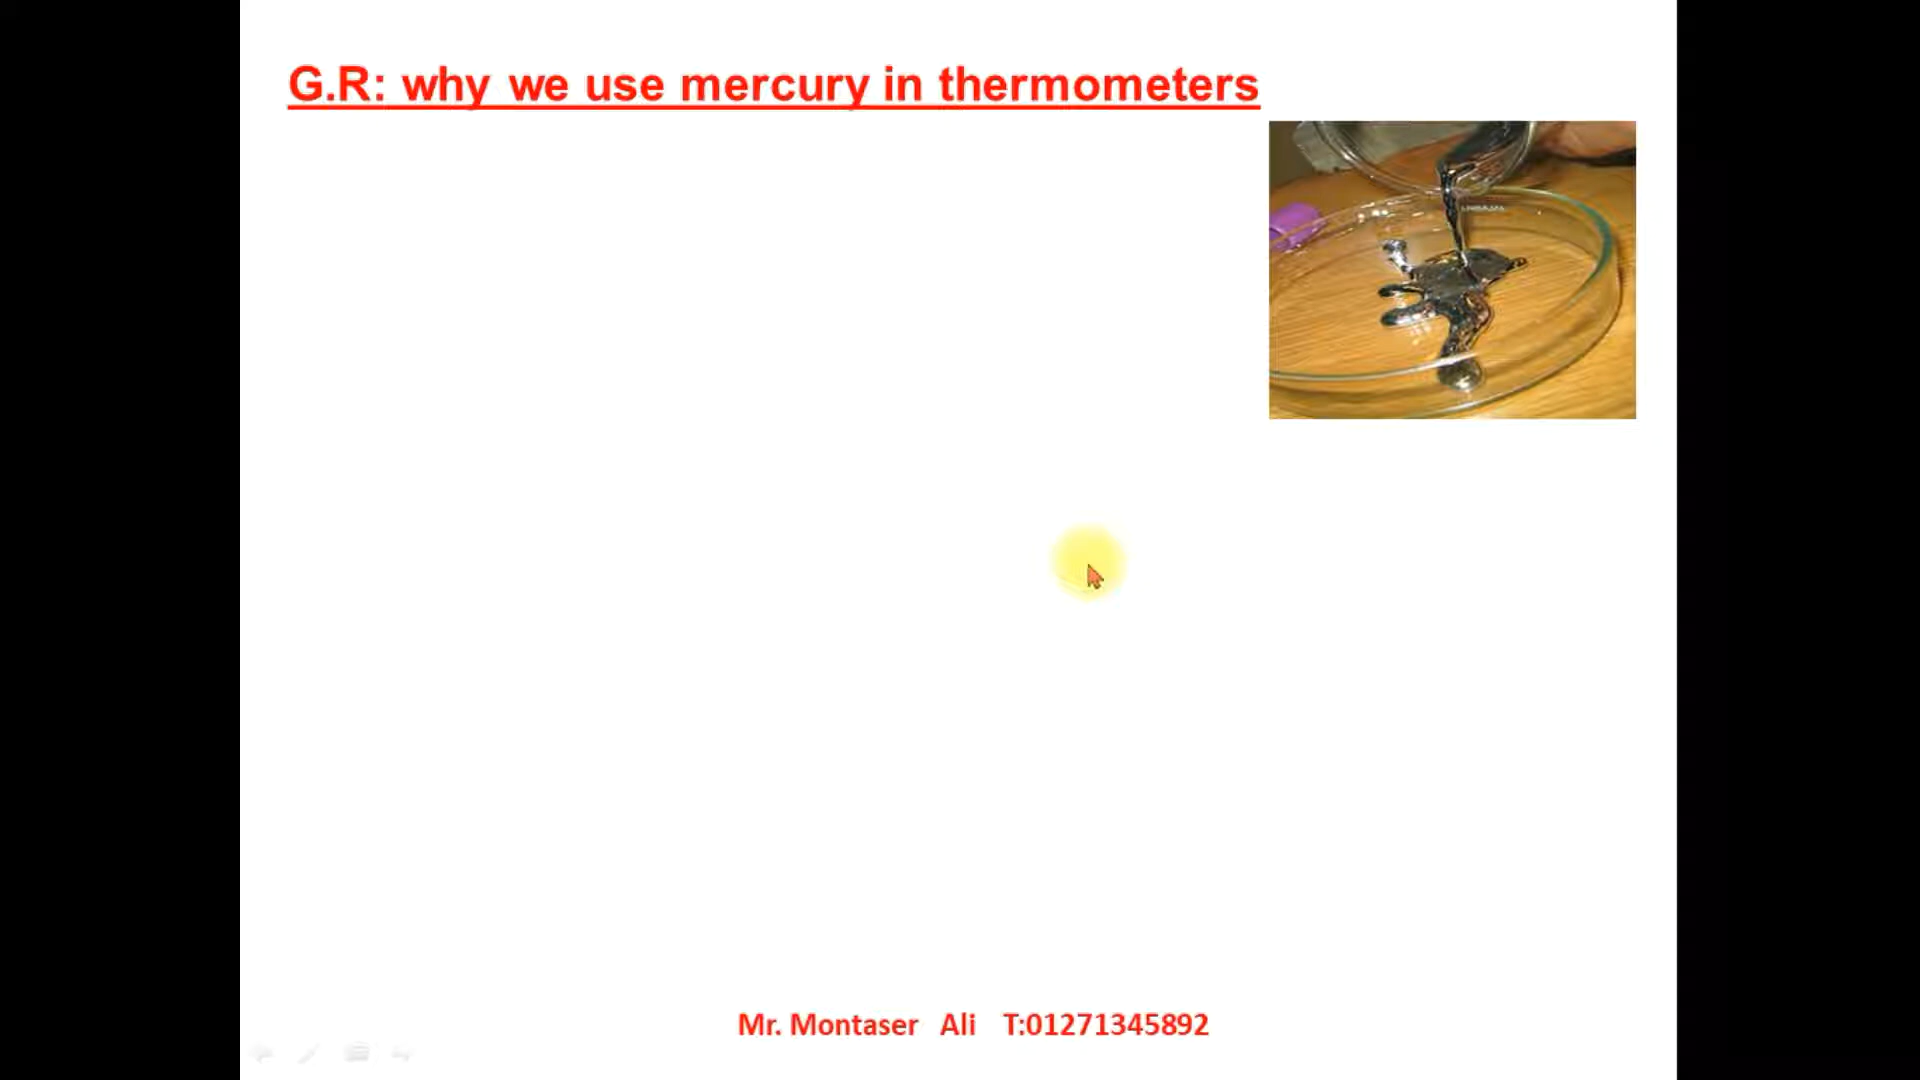 G.R: why we use mercury in thermometers
Mr. Montaser Ali T:01271345892